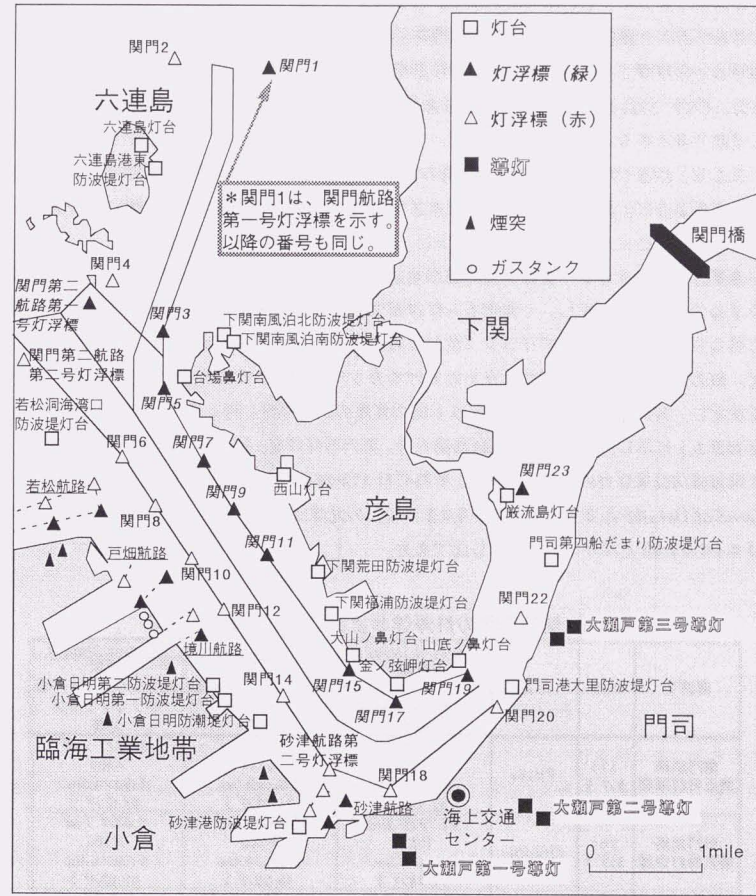 関門2
関門1
六連島
六連島灯台
六連島港東
防波堤灯台
灯台
灯浮標（緑）
灯浮標（赤）
導灯
煙突
ガスタンク
＊関門1は、関門航路
第一号灯浮標を示す。
以降の番号も同じ。
関門橋
関門4
関門第二
航路第一
号灯浮標
関門3
下関南風泊北防波堤灯台
下関南風泊南防波堤灯台
下関
関門第二航路
第二号灯浮標
台場鼻灯台
関門5
若松洞海湾口
防波堤灯台
関門6
関門7
西山灯台
彦島
関門23
巌流島灯台
若松航路
関門8
関門9
戸畑航路
関門10
関門11
門司第四船だまり防波堤灯台
下関荒田防波堤灯台
関門12
下関福浦防波堤灯台
関門22
大瀬戸第三号導灯
境川航路
大山ノ鼻灯台
山底ノ鼻灯台
金ノ弦岬灯台
小倉日明第二防波堤灯台
小倉日明第一防波堤灯台
小倉日明防潮堤灯台
関門14
関門15
関門17
関門19
門司港大里防波堤灯台
関門20
門司
臨海工業地帯
砂津航路第
二号灯浮標
関門18
小倉
砂津港防波堤灯台
砂津航路
海上交通
センター
大瀬戸第二号導灯
大瀬戸第一号導灯
0
1mile